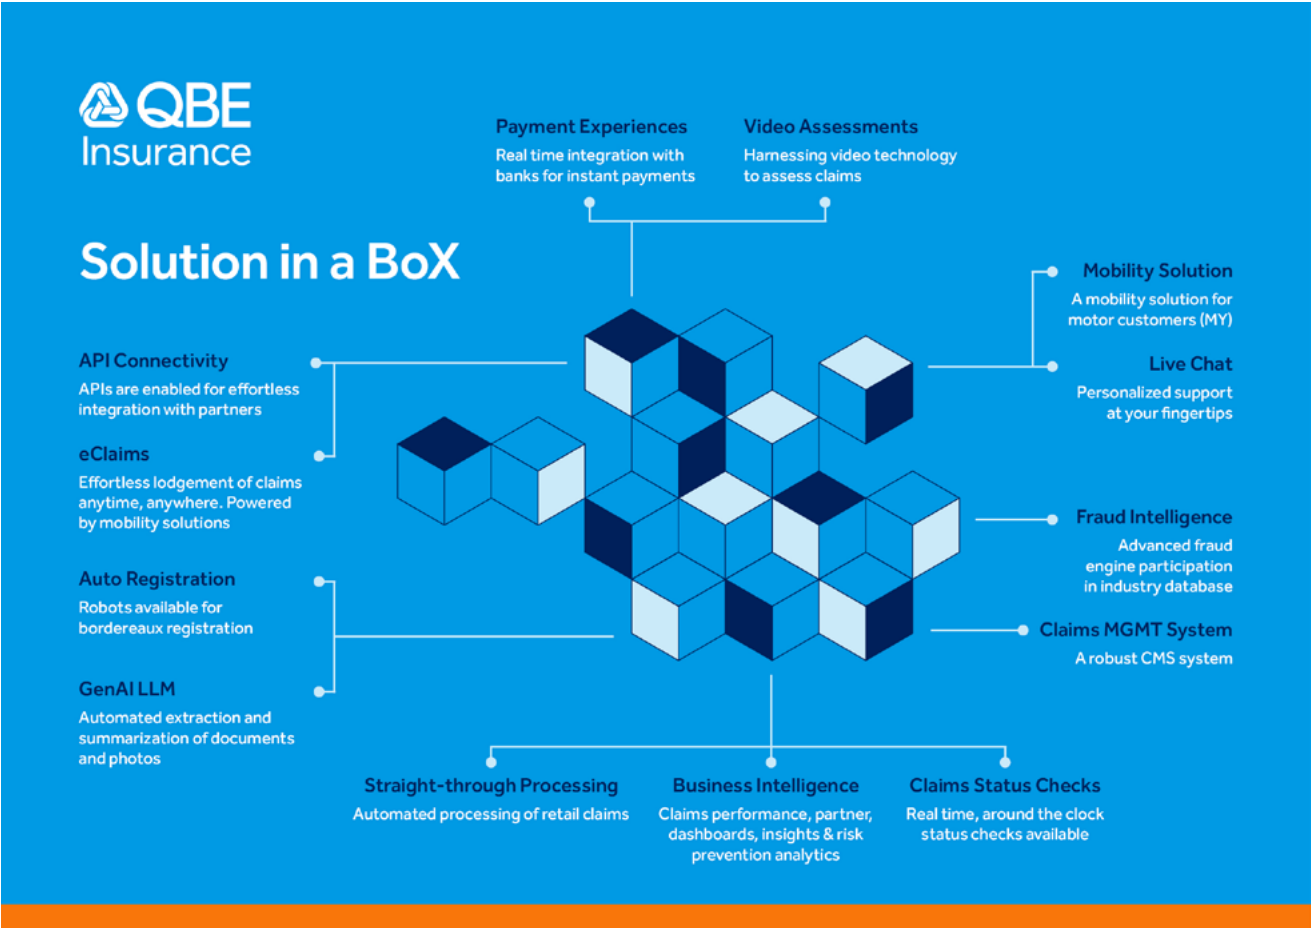 QBE
Insurance
Solution in a BoX
Payment Experiences
Real time integration with
banks for instant payments
Video Assessments
Harnessing video technology
to assess claims
Mobility Solution
A mobility solution for
motor customers (MY)
Live Chat
Personalized support
at your fingertips
API Connectivity
APIs are enabled for effortless
integration with partners
eClaims
Effortless lodgement of claims
anytime, anywhere. Powered
by mobility solutions
Auto Registration
Robots available for
bordereaux registration
GenAI LLM
Automated extraction and
summarization of documents
and photos
Fraud Intelligence
Advanced fraud
engine participation
in industry database
Claims MGMT System
A robust CMS system
Straight-through Processing
Automated processing of retail claims
Business Intelligence
Claims performance, partner,
dashboards, insights & risk
prevention analytics
Claims Status Checks
Real time, around the clock
status checks available